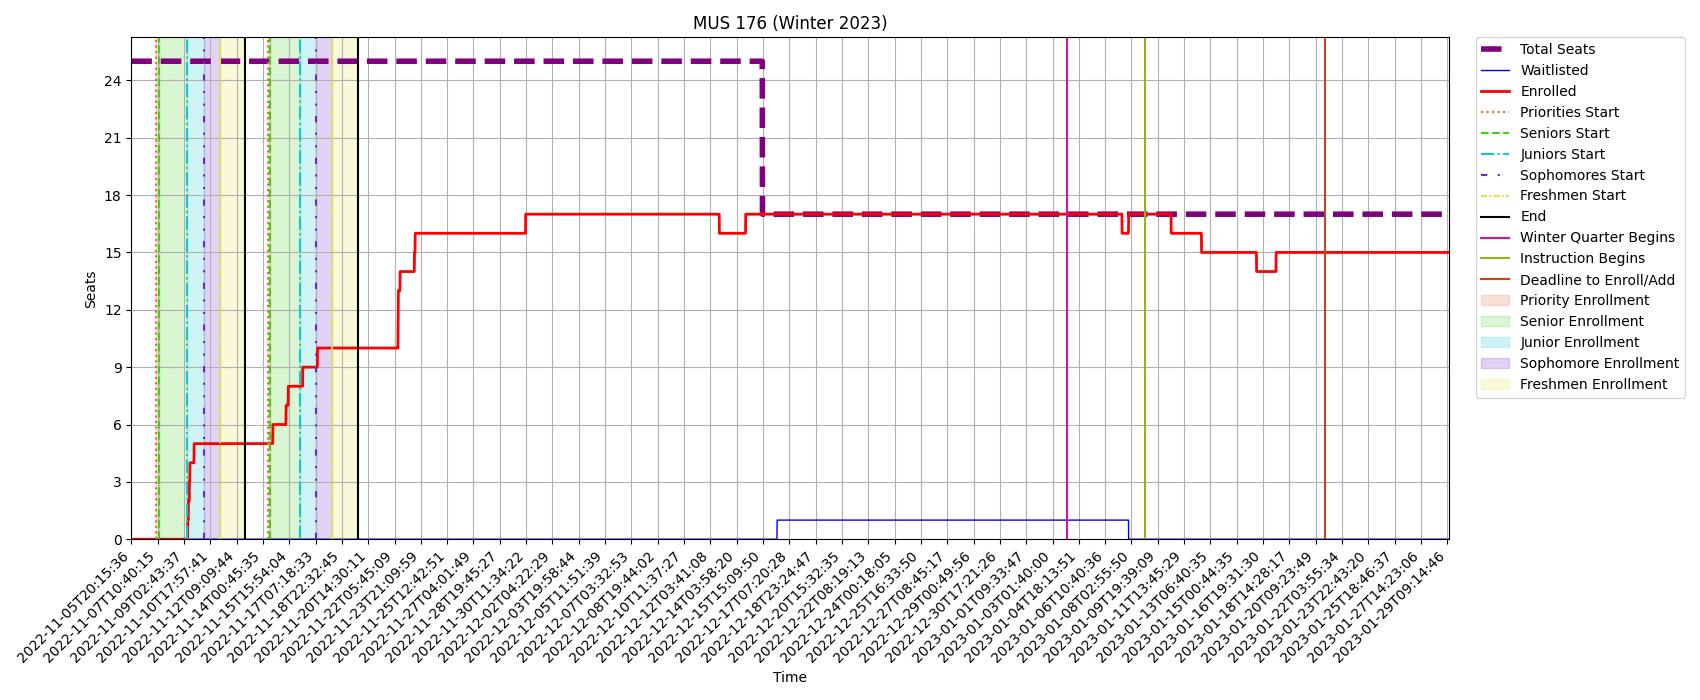 MUS 176 (Winter 2023)
Seats
24
21
18
15
12
9
6
3
0
2022-11-05T20:15:36
2022-11-07T10:40:15
2022-11-09T02:43:37
2022-11-10T17:57:41
2022-11-12T09:09:44
2022-11-14T00:45:35
2022-11-15T15:54:04
2022-11-17T07:18:33
2022-11-18T22:32:45
2022-11-20T14:30:11
2022-11-22T05:45:09
2022-11-23T21:09:59
2022-11-25T12:42:51
2022-11-27T04:01:49
2022-11-28T19:45:27
2022-11-30T11:34:22
2022-12-02T04:22:29
2022-12-03T19:58:44
2022-12-05T11:51:39
2022-12-07T03:32:53
2022-12-08T19:44:02
2022-12-10T11:37:27
2022-12-12T03:41:08
2022-12-14T03:58:20
2022-12-15T15:09:50
2022-12-17T07:20:28
2022-12-18T23:24:47
2022-12-20T15:32:35
2022-12-22T08:19:13
2022-12-24T00:18:05
2022-12-25T16:33:50
2022-12-27T08:45:17
2022-12-29T00:49:56
2022-12-30T17:21:26
2023-01-01T09:33:47
2023-01-03T01:40:00
2023-01-04T18:13:51
2023-01-06T10:40:36
2023-01-08T02:55:50
2023-01-09T19:39:09
2023-01-11T13:45:29
2023-01-13T06:40:35
2023-01-15T00:44:35
2023-01-16T19:31:30
2023-01-18T14:28:17
2023-01-20T09:23:49
2023-01-22T03:55:34
2023-01-23T22:43:20
2023-01-25T18:46:37
2023-01-27T14:23:06
2023-01-29T09:14:46
Time
Total Seats
Waitlisted
Enrolled
Priorities Start
Seniors Start
Juniors Start
Sophomores Start
Freshmen Start
End
Winter Quarter Begins
Instruction Begins
Deadline to Enroll/Add
Priority Enrollment
Senior Enrollment
Junior Enrollment
Sophomore Enrollment
Freshmen Enrollment